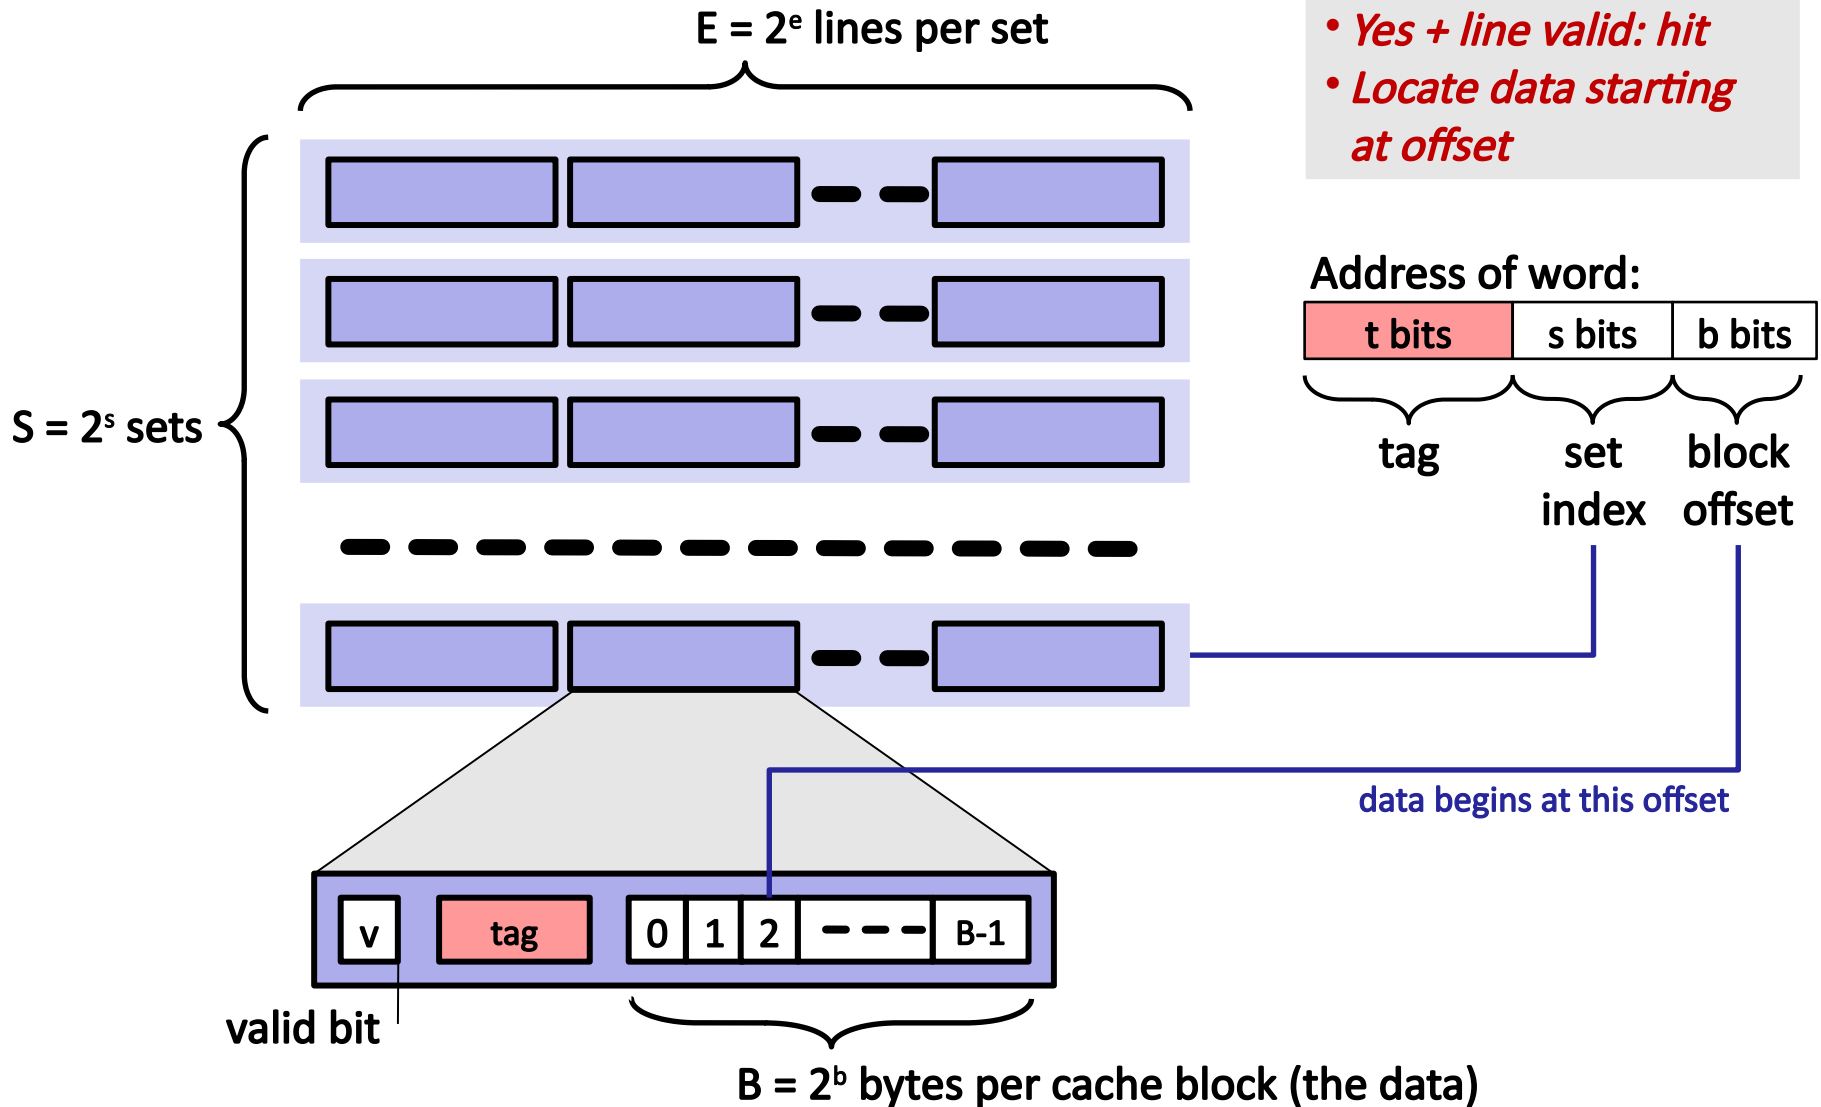 E = 2ᵉ lines per set
• Yes + line valid: hit
• Locate data starting
at offset
Address of word:
t bits s bits b bits
S = 2ˢ sets
tag set block
index offset
data begins at this offset
v tag 0 1 2 B-1
valid bit
B = 2ᵇ bytes per cache block (the data)